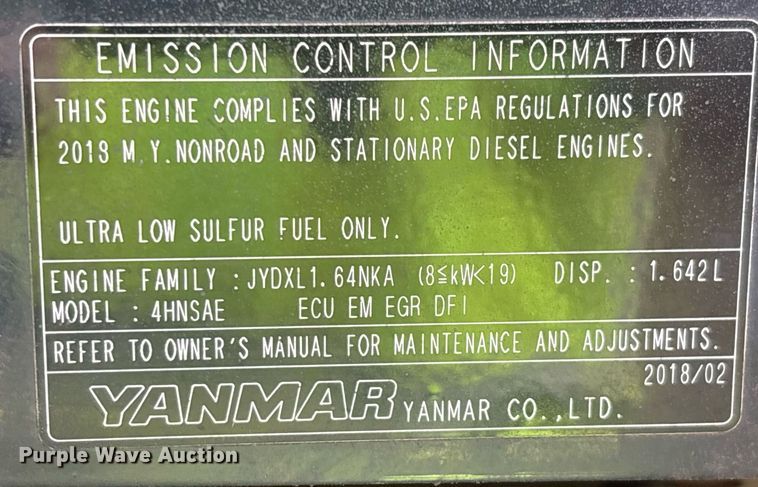 EMISSION CONTROL INFORMATION
THIS ENGINE COMPLIES WITH U.S.EPA REGULATIONS FOR
2018 M.Y.NONROAD AND STATIONARY DIESEL ENGINES.
ULTRA LOW SULFUR FUEL ONLY.
ENGINE FAMILY : JYDXL1.64NKA (8≦kW<19) DISP. : 1.642L
MODEL : 4HNSAE ECU EM EGR DFI
REFER TO OWNER'S MANUAL FOR MAINTENANCE AND ADJUSTMENTS.
2018/02
YANMAR YANMAR CO.,LTD.
Purple Wave Auction